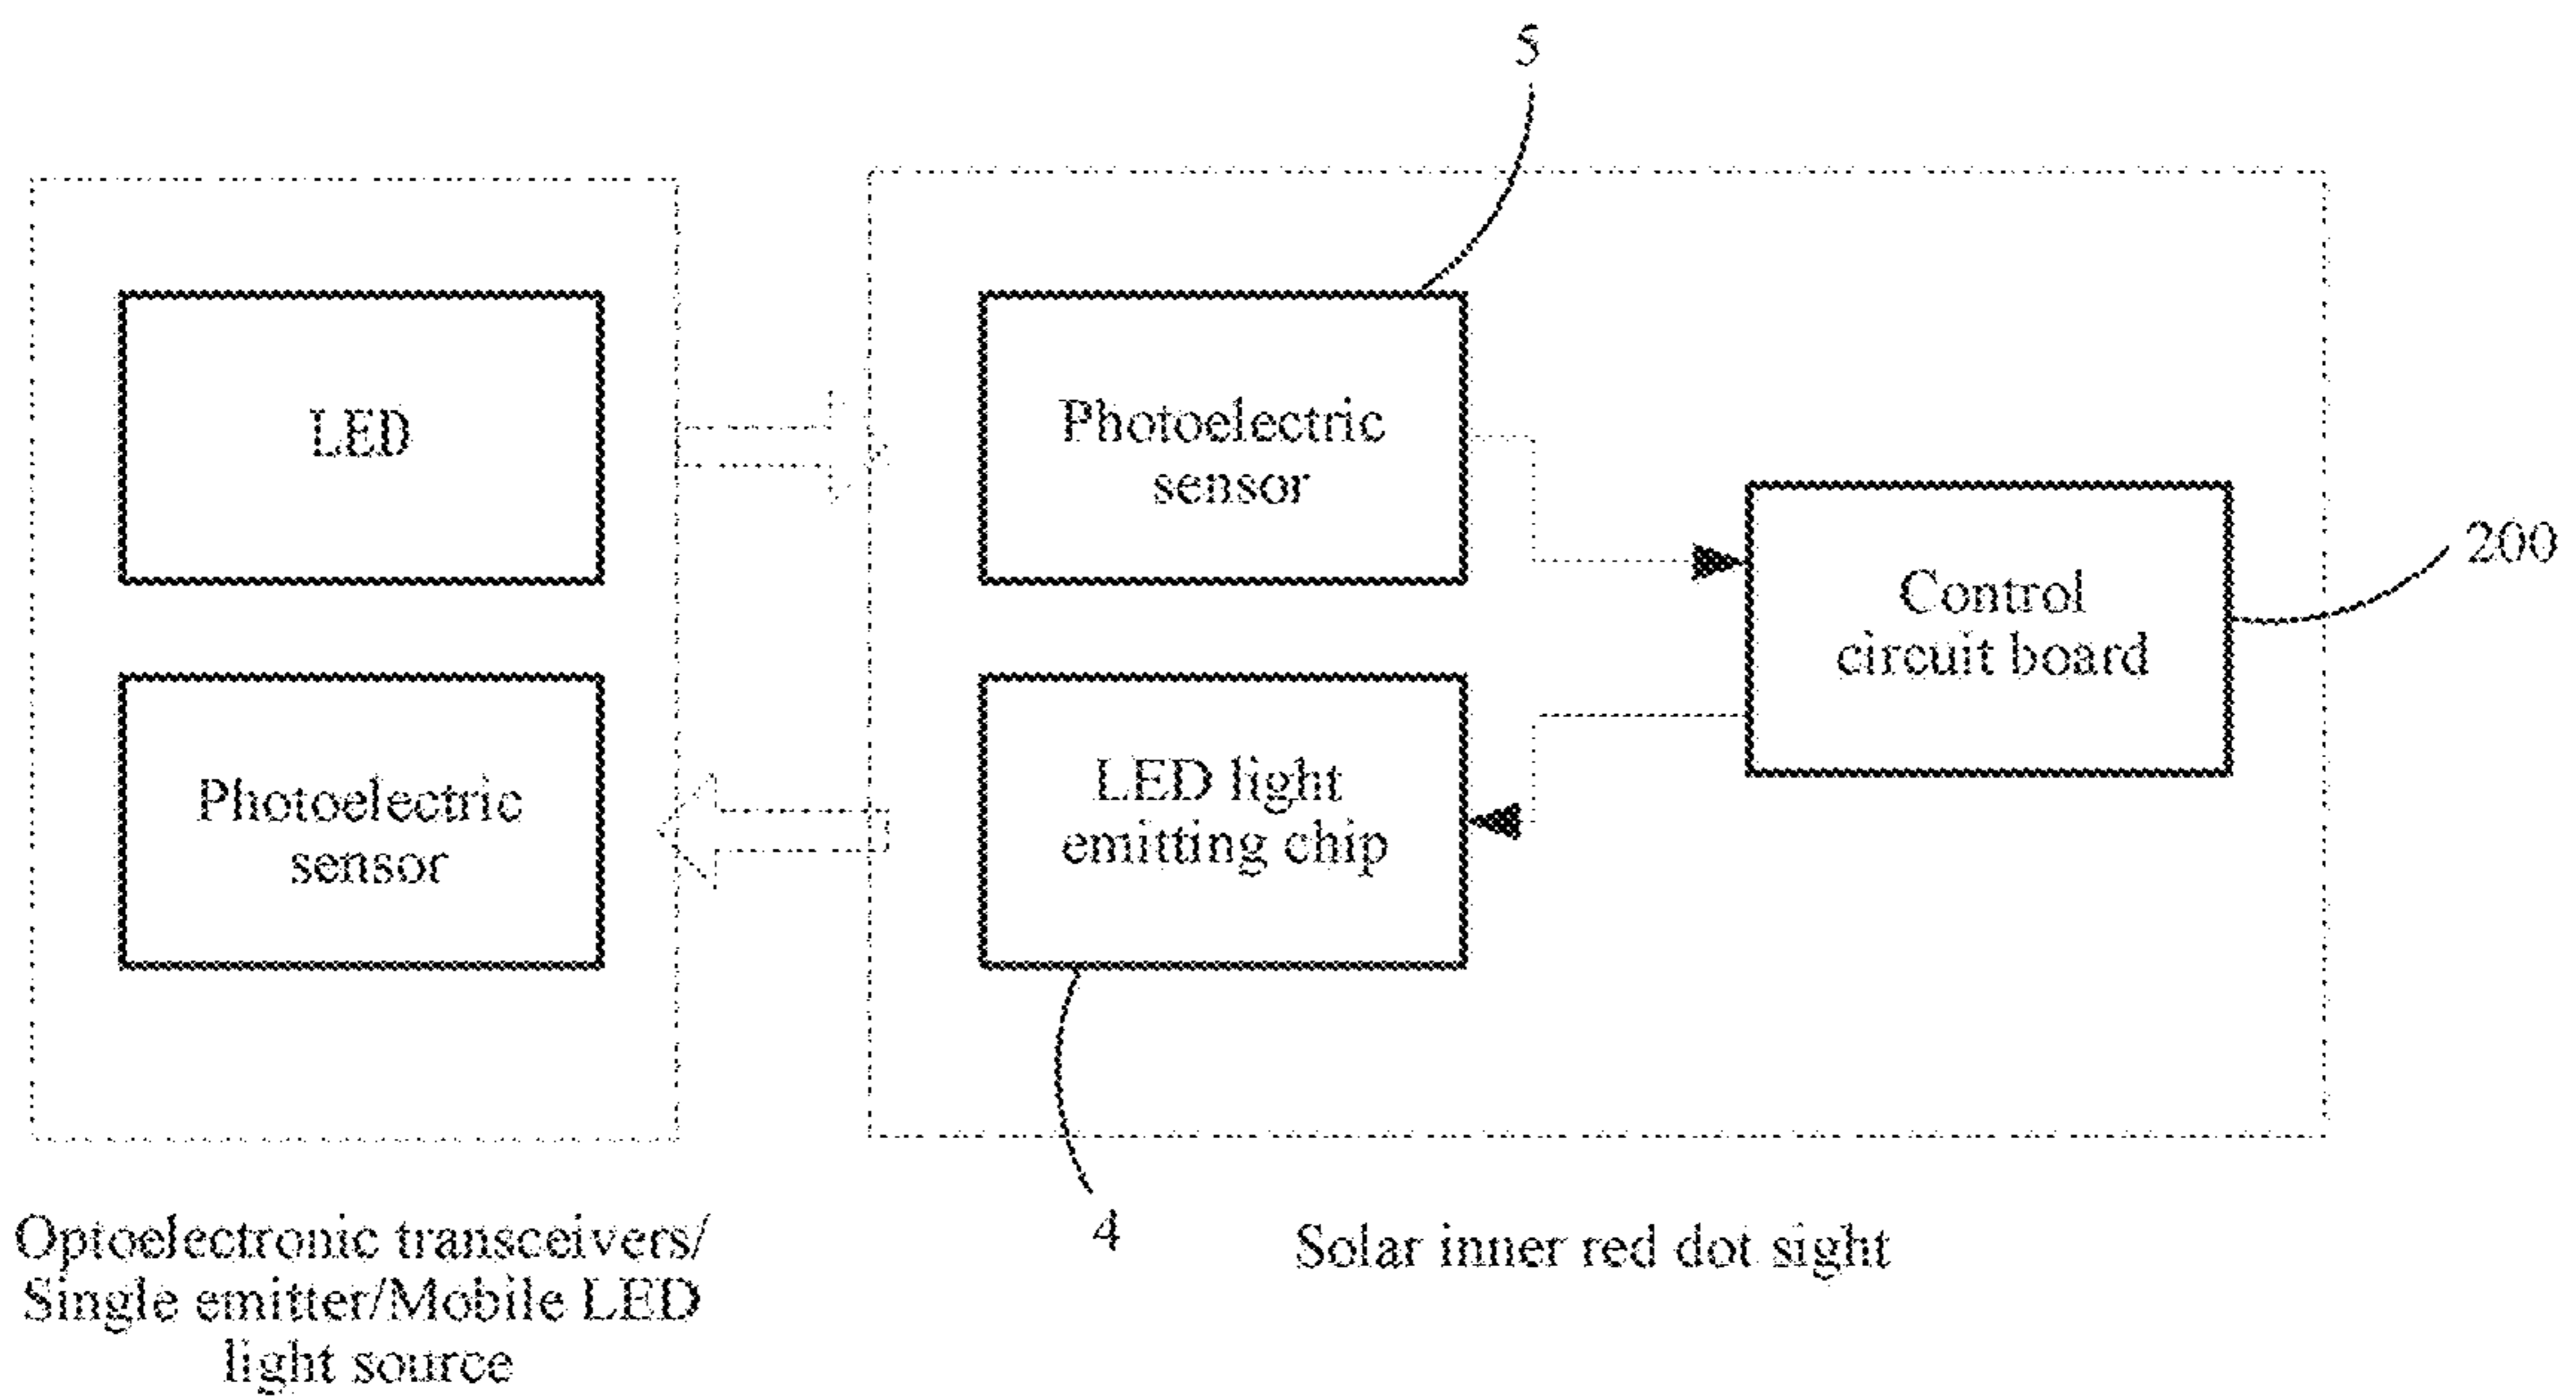 5
LED
Photoelectric
sensor
200
Control
circuit board
Photoelectric
sensor
LED light
emitting chip
4
Optoelectronic transceivers/
Single emitter/Mobile LED
light source
Solar inner red dot sight